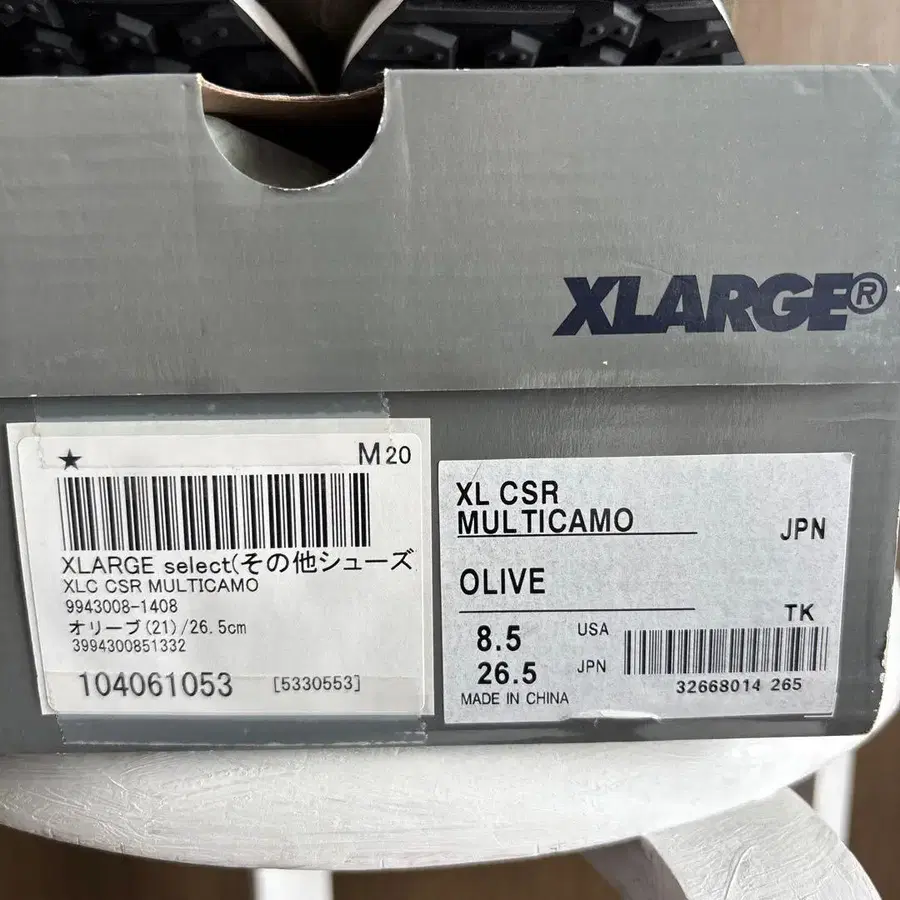 XLARGE®
★ M 20
XLARGE select(その他シューズ
XLC CSR MULTICAMO
9943008-1408
オリーブ(21)/26.5cm
3994300851332
104061053 [5330553]
XL CSR
MULTICAMO JPN
OLIVE
TK
8.5 USA
26.5 JPN
32668014 265
MADE IN CHINA